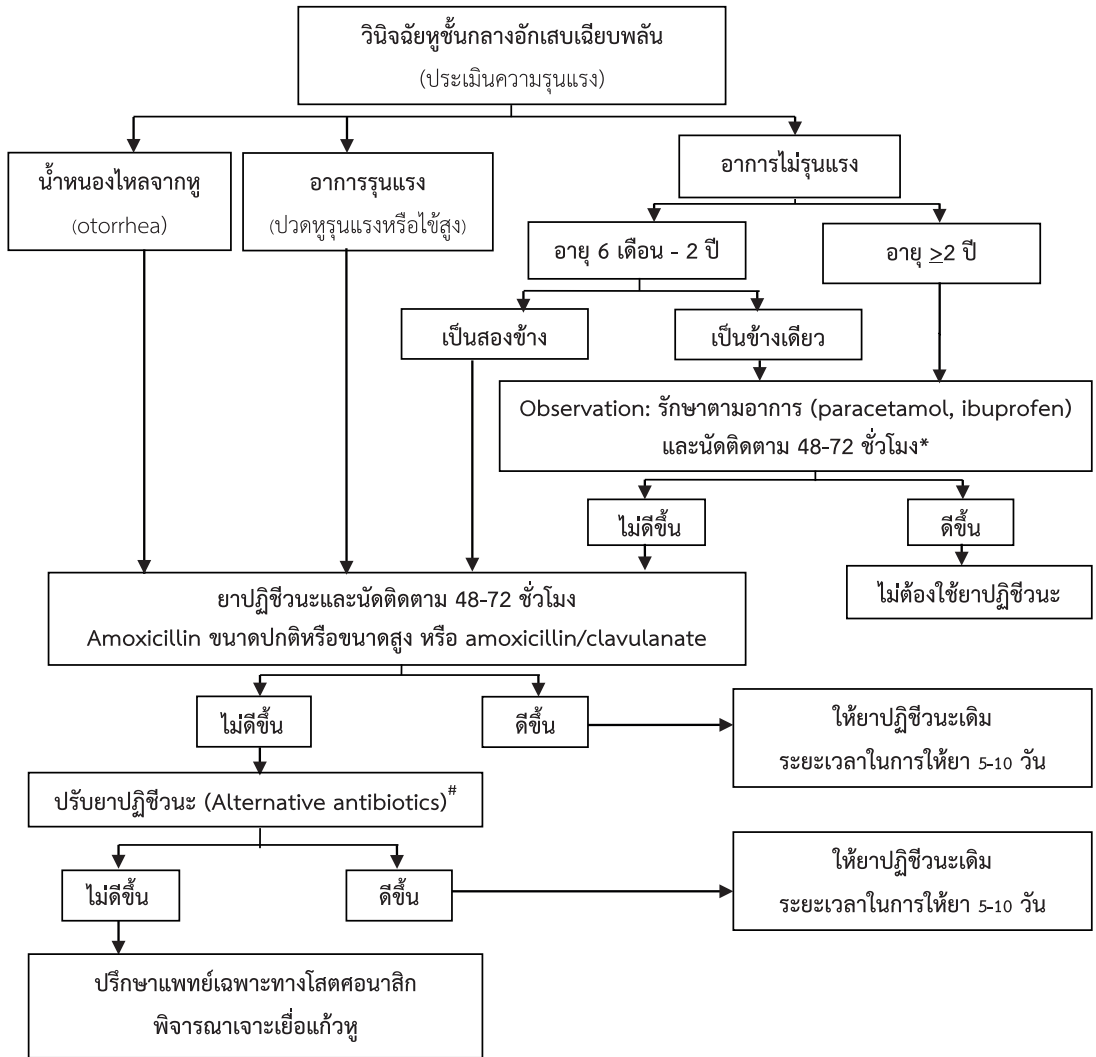 วินิจฉัยหูชั้นกลางอักเสบเฉียบพลัน
(ประเมินความรุนแรง)
น้ำหนองไหลจากหู
(otorrhea)
อาการรุนแรง
(ปวดหูรุนแรงหรือไข้สูง)
อาการไม่รุนแรง
อายุ 6 เดือน - 2 ปี
อายุ ≥2 ปี
เป็นสองข้าง
เป็นข้างเดียว
Observation: รักษาตามอาการ (paracetamol, ibuprofen)
และนัดติดตาม 48-72 ชั่วโมง*
ไม่ดีขึ้น
ดีขึ้น
ไม่ต้องใช้ยาปฏิชีวนะ
ยาปฏิชีวนะและนัดติดตาม 48-72 ชั่วโมง
Amoxicillin ขนาดปกติหรือขนาดสูง หรือ amoxicillin/clavulanate
ไม่ดีขึ้น
ดีขึ้น
ให้ยาปฏิชีวนะเดิม
ระยะเวลาในการให้ยา 5-10 วัน
ปรับยาปฏิชีวนะ (Alternative antibiotics)#
ไม่ดีขึ้น
ดีขึ้น
ให้ยาปฏิชีวนะเดิม
ระยะเวลาในการให้ยา 5-10 วัน
ปรึกษาแพทย์เฉพาะทางโสตศอนาสิก
พิจารณาเจาะเยื่อแก้วหู